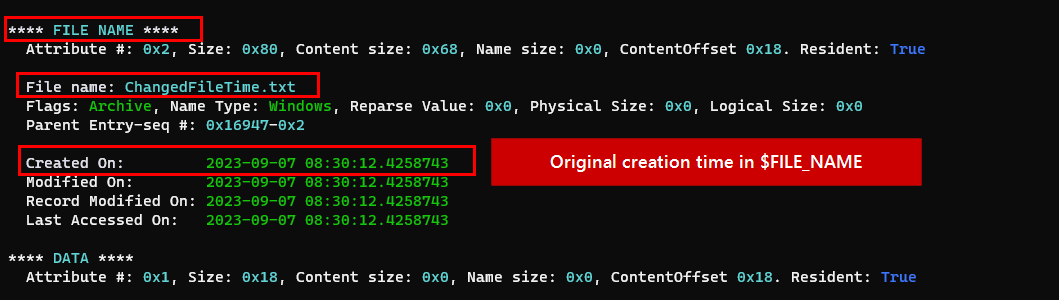 **** FILE NAME ****
Attribute #: 0x2, Size: 0x80, Content size: 0x68, Name size: 0x0, ContentOffset 0x18. Resident: True
File name: ChangedFileTime.txt
Flags: Archive, Name Type: Windows, Reparse Value: 0x0, Physical Size: 0x0, Logical Size: 0x0
Parent Entry-seq #: 0x16947-0x2
Created On: 2023-09-07 08:30:12.4258743
Original creation time in $FILE_NAME
Modified On: 2023-09-07 08:30:12.4258743
Record Modified On: 2023-09-07 08:30:12.4258743
Last Accessed On: 2023-09-07 08:30:12.4258743
**** DATA ****
Attribute #: 0x1, Size: 0x18, Content size: 0x0, Name size: 0x0, ContentOffset 0x18. Resident: True